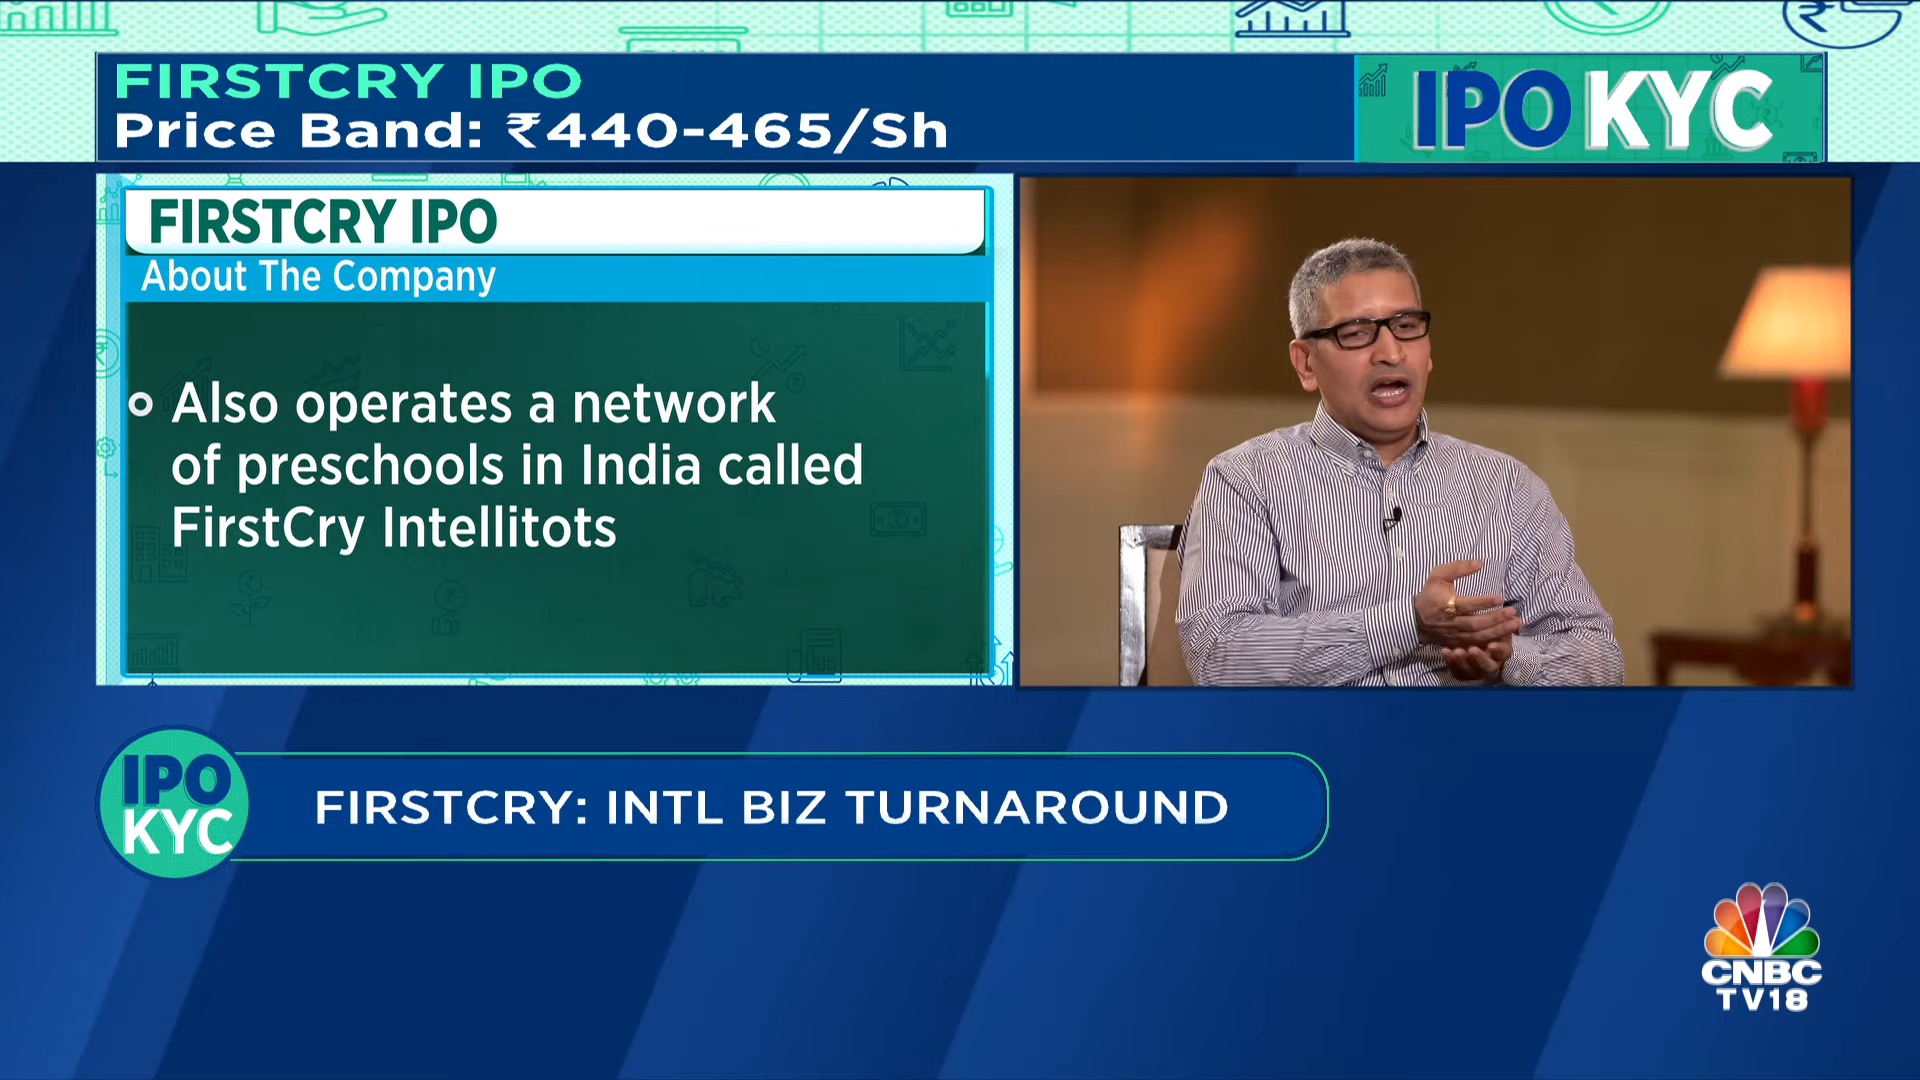 FIRSTCRY IPO
Price Band: ₹440-465/Sh
IPO KYC
FIRSTCRY IPO
About The Company
Also operates a network
of preschools in India called
FirstCry Intellitots
IPO
KYC
FIRSTCRY: INTL BIZ TURNAROUND
CNBC
TV18